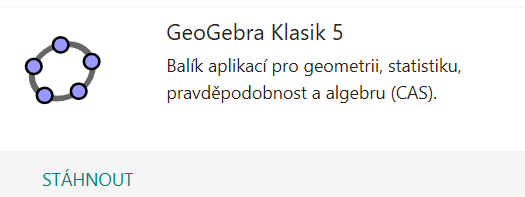 GeoGebra Klasik 5
Balík aplikací pro geometrii, statistiku,
pravděpodobnost a algebru (CAS).
STÁHNOUT